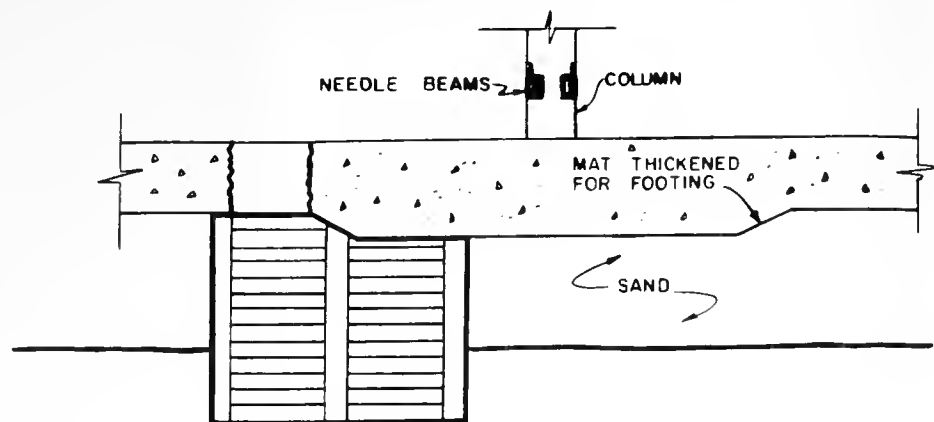 NEEDLE BEAMS
COLUMN
MAT THICKENED
FOR FOOTING
SAND